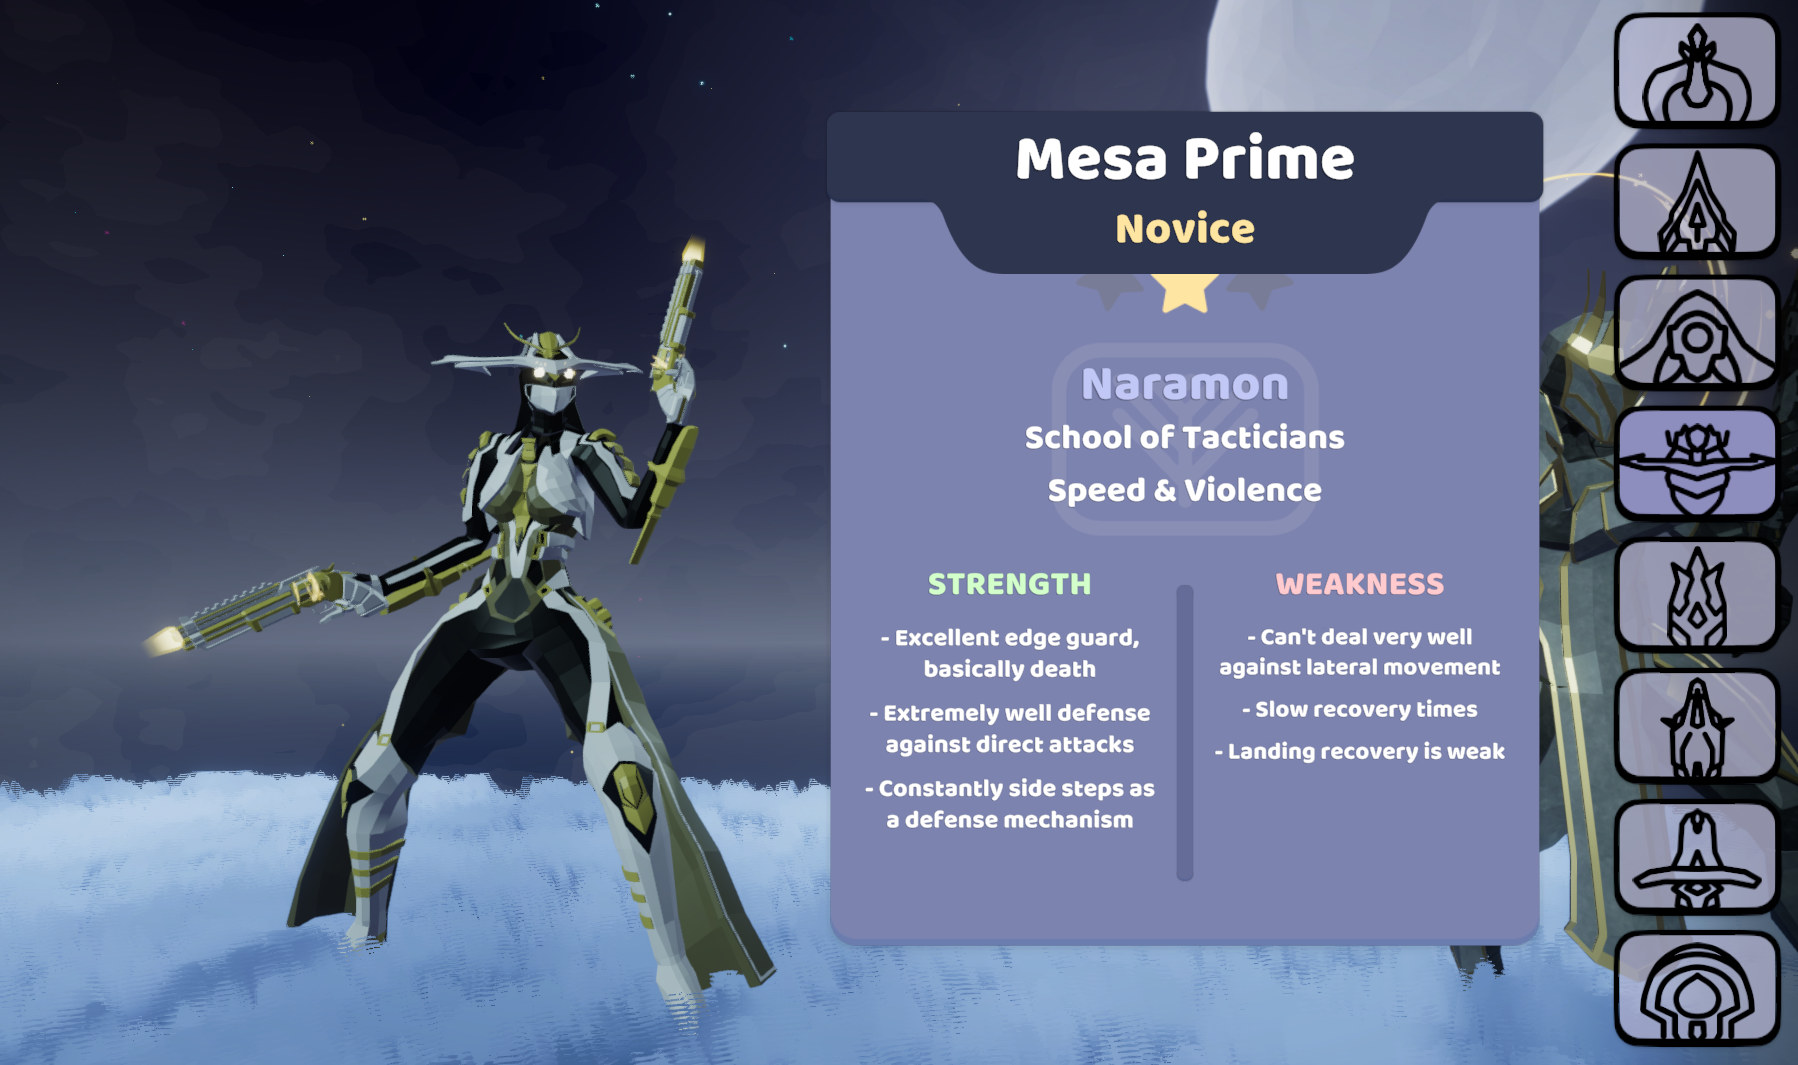 Mesa Prime
Novice
Naramon
School of Tacticians
Speed & Violence
STRENGTH
- Excellent edge guard,
basically death
- Extremely well defense
against direct attacks
- Constantly side steps as
a defense mechanism
WEAKNESS
- Can't deal very well
against lateral movement
- Slow recovery times
- Landing recovery is weak